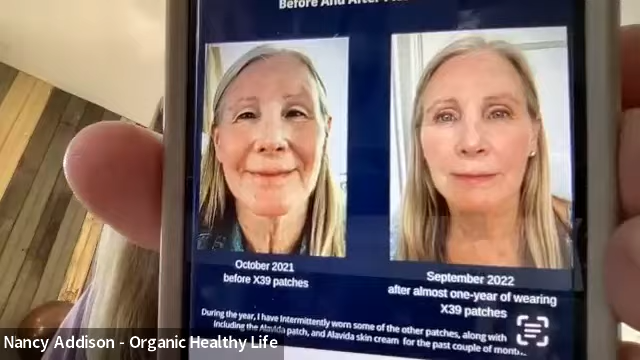 Before And After
October 2021
before X39 patches
September 2022
after almost one-year of wearing
X39 patches
During the year, I have intermittently worn some of the other patches, along with
including the Alavida patch, and Alavida skin cream for the past couple of
Nancy Addison - Organic Healthy Life